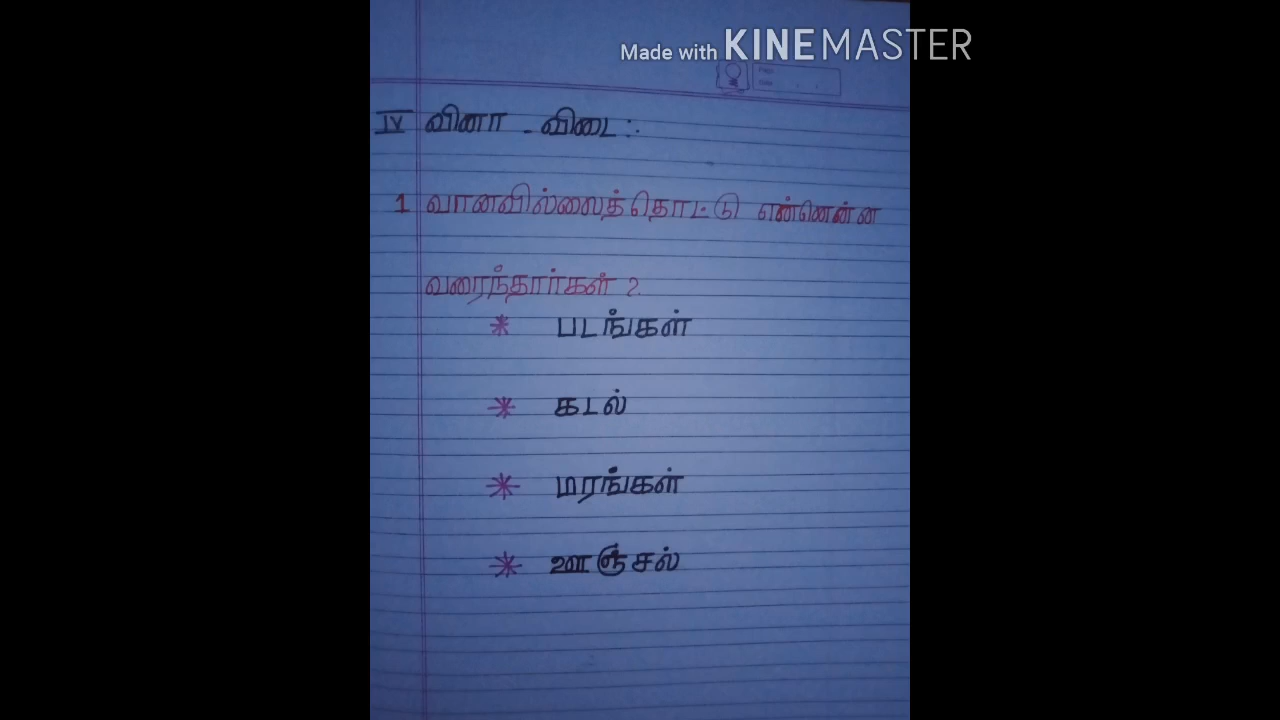 Made with KINEMASTER
IV வினா - விடை :-
1 வானவில்லைத்தொட்டு என்னென்ன
வரைந்தார்கள் ?
* படங்கள்
* கடல்
* மரங்கள்
* ஊஞ்சல்